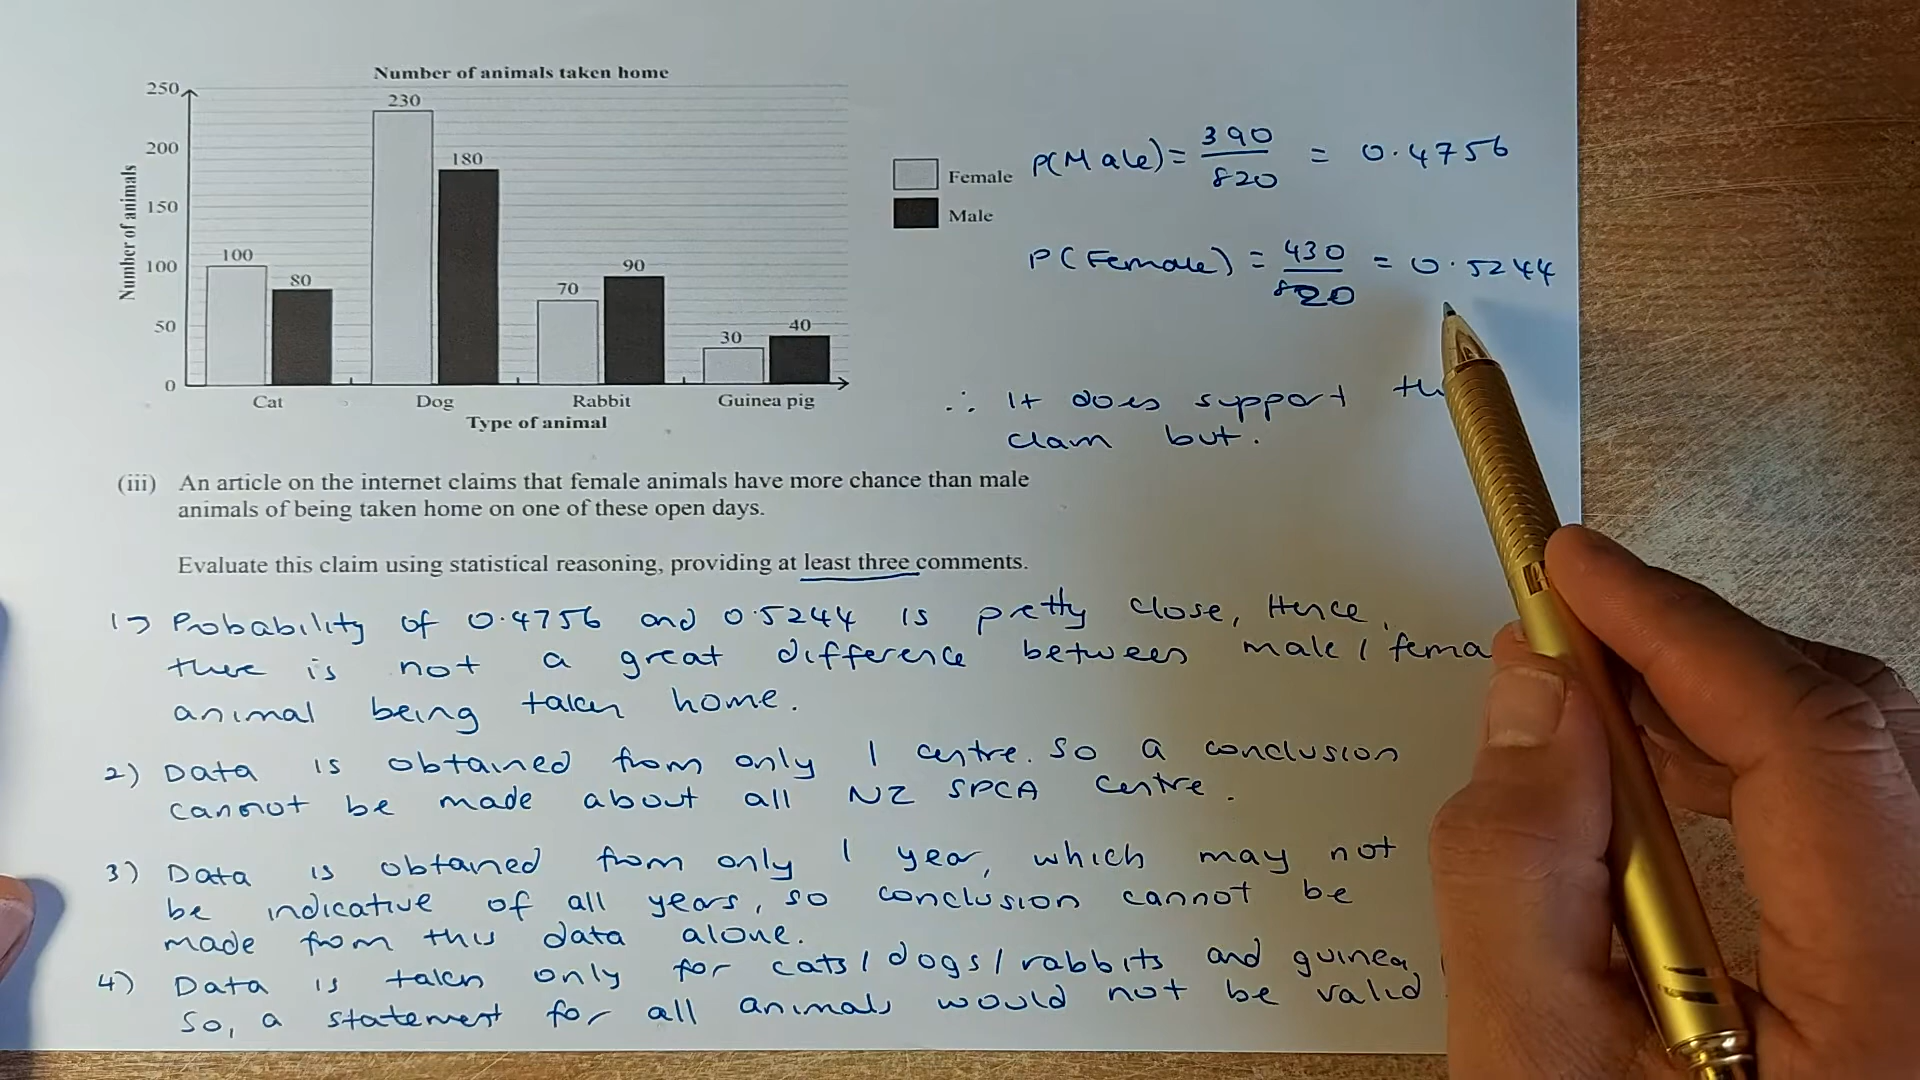 Number of animals taken home
250
200
150
100
50
0
Number of animals
230
180
100
80
70
90
30
40
Cat Dog Rabbit Guinea pig
Type of animal
Female
Male
P(Male) = 390/820 = 0.4756
P(Female) = 430/820 = 0.5244
∴ It does support
clam but.
(iii) An article on the internet claims that female animals have more chance than male
animals of being taken home on one of these open days.
Evaluate this claim using statistical reasoning, providing at least three comments.
1) Probability of 0.4756 and 0.5244 is pretty close, Hence,
there is not a great difference between male / fema
animal being taken home.
2) Data is obtained from only 1 centre. So a conclusion
cannot be made about all NZ SPCA centre.
3) Data is obtained from only 1 year, which may not
be indicative of all years, so conclusion cannot be
made from this data alone.
4) Data is taken only for cats / dogs / rabbits and guinea
So, a statement for all animals would not be valid